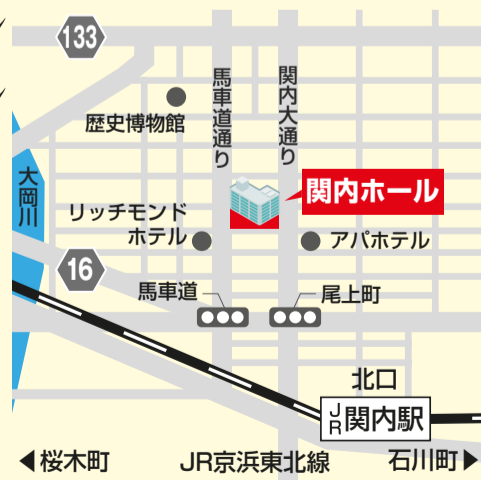 133
馬車道通り
関内大通り
歴史博物館
大岡川
関内ホール
リッチモンド
ホテル
アパホテル
16
馬車道
尾上町
北口
JR関内駅
桜木町
JR京浜東北線
石川町